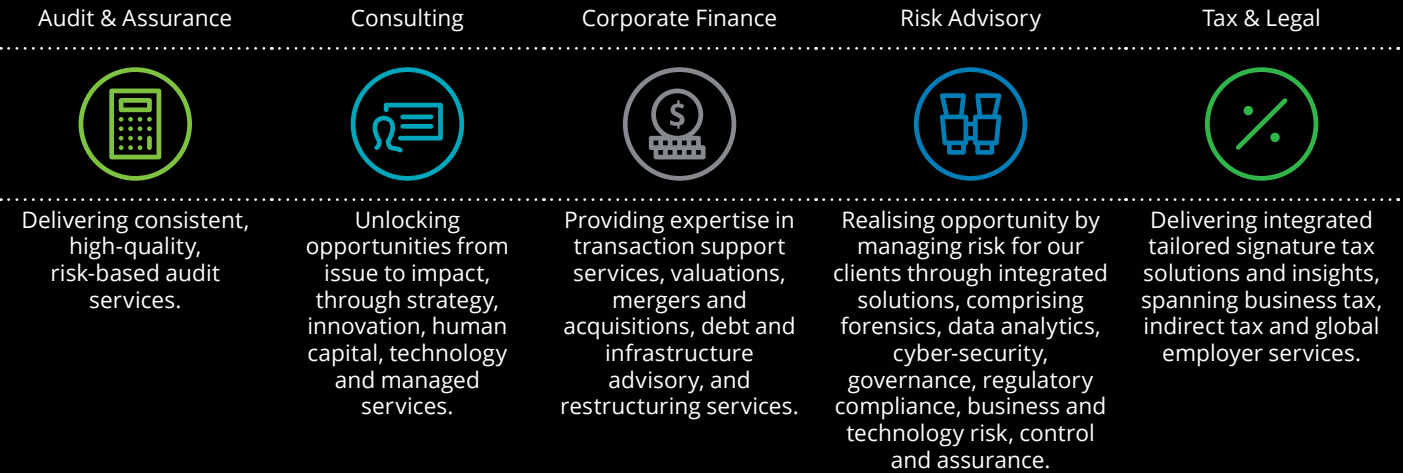 Audit & Assurance
Consulting
Corporate Finance
Risk Advisory
Tax & Legal
$
Delivering consistent,
high-quality,
risk-based audit
services.
Unlocking
opportunities from
issue to impact,
through strategy,
innovation, human
capital, technology
and managed
services.
Providing expertise in
transaction support
services, valuations,
mergers and
acquisitions, debt and
infrastructure
advisory, and
restructuring services.
Realising opportunity by
managing risk for our
clients through integrated
solutions, comprising
forensics, data analytics,
cyber-security,
governance, regulatory
compliance, business and
technology risk, control
and assurance.
Delivering integrated
tailored signature tax
solutions and insights,
spanning business tax,
indirect tax and global
employer services.